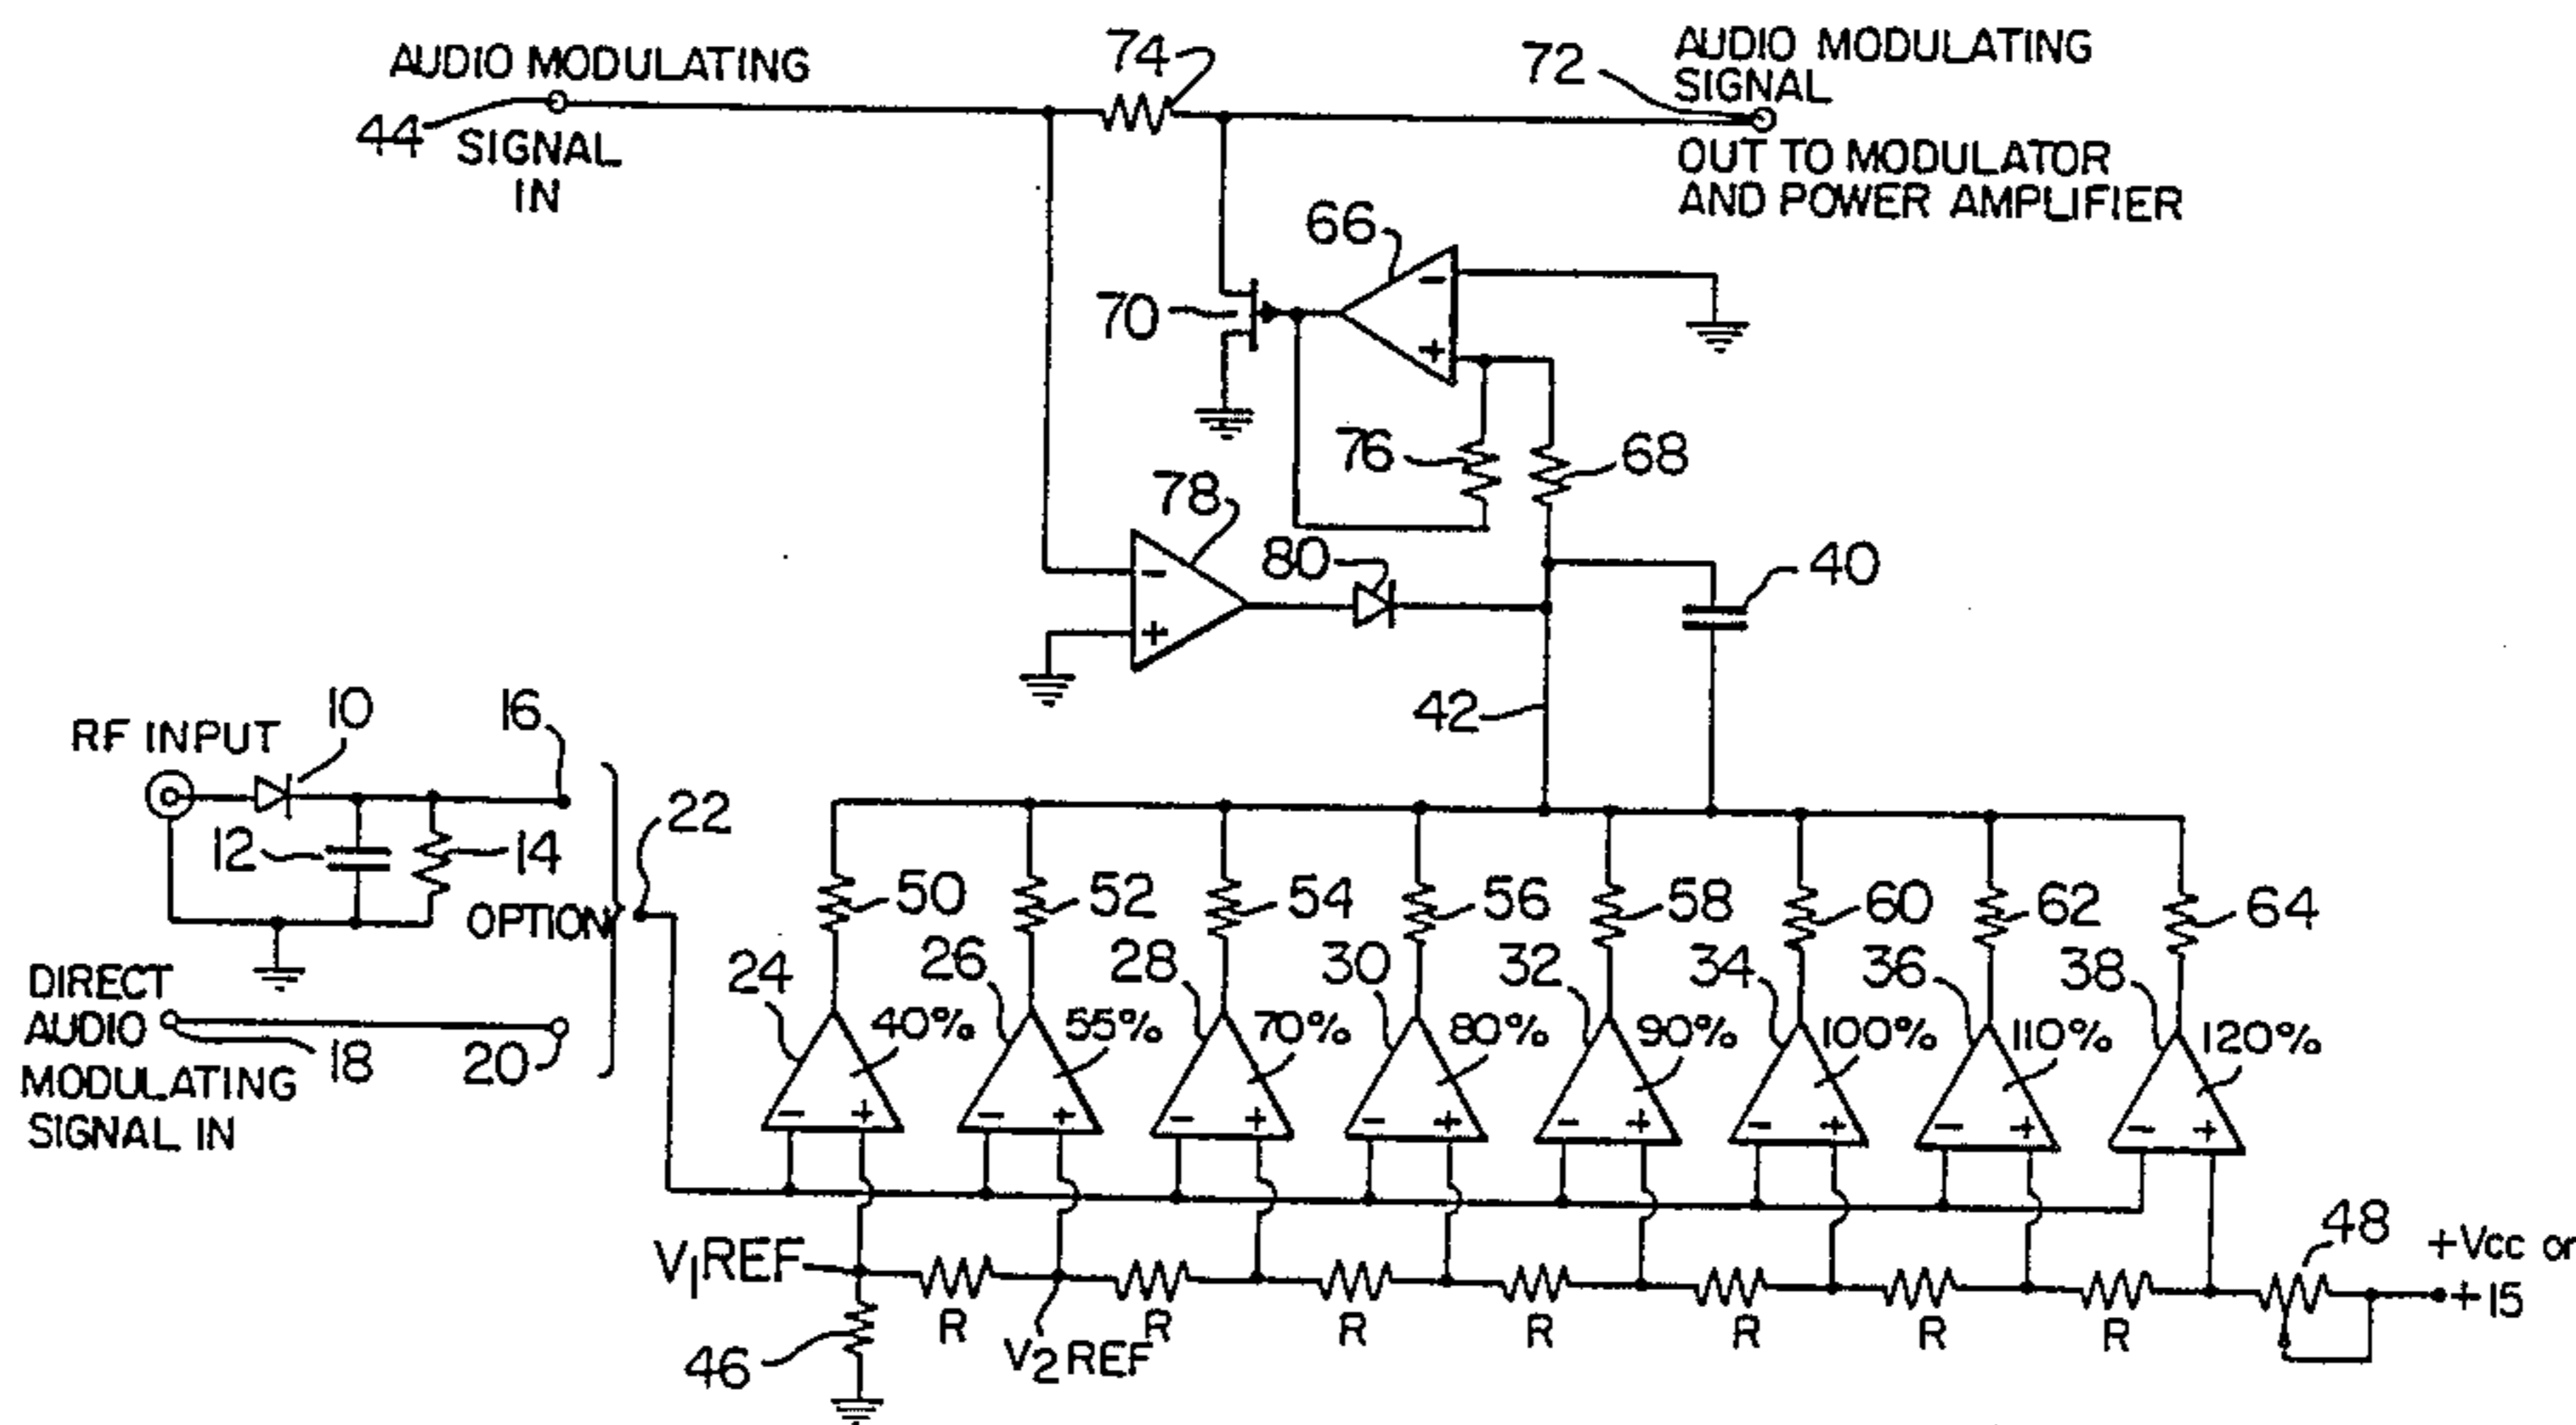 AUDIO MODULATING
SIGNAL
IN
44
74
72
AUDIO MODULATING
SIGNAL
OUT TO MODULATOR
AND POWER AMPLIFIER
66
-
+
70
76
68
78
-
+
80
40
42
RF INPUT
10
16
12
14
22
OPTION
DIRECT
AUDIO
MODULATING
SIGNAL IN
18
20
50
52
54
56
58
60
62
64
24
26
28
30
32
34
36
38
40%
55%
70%
80%
90%
100%
110%
120%
- +
- +
- +
- +
- +
- +
- +
- +
V1REF
46
R
V2 REF
R
R
R
R
R
R
48
+Vcc or
+15